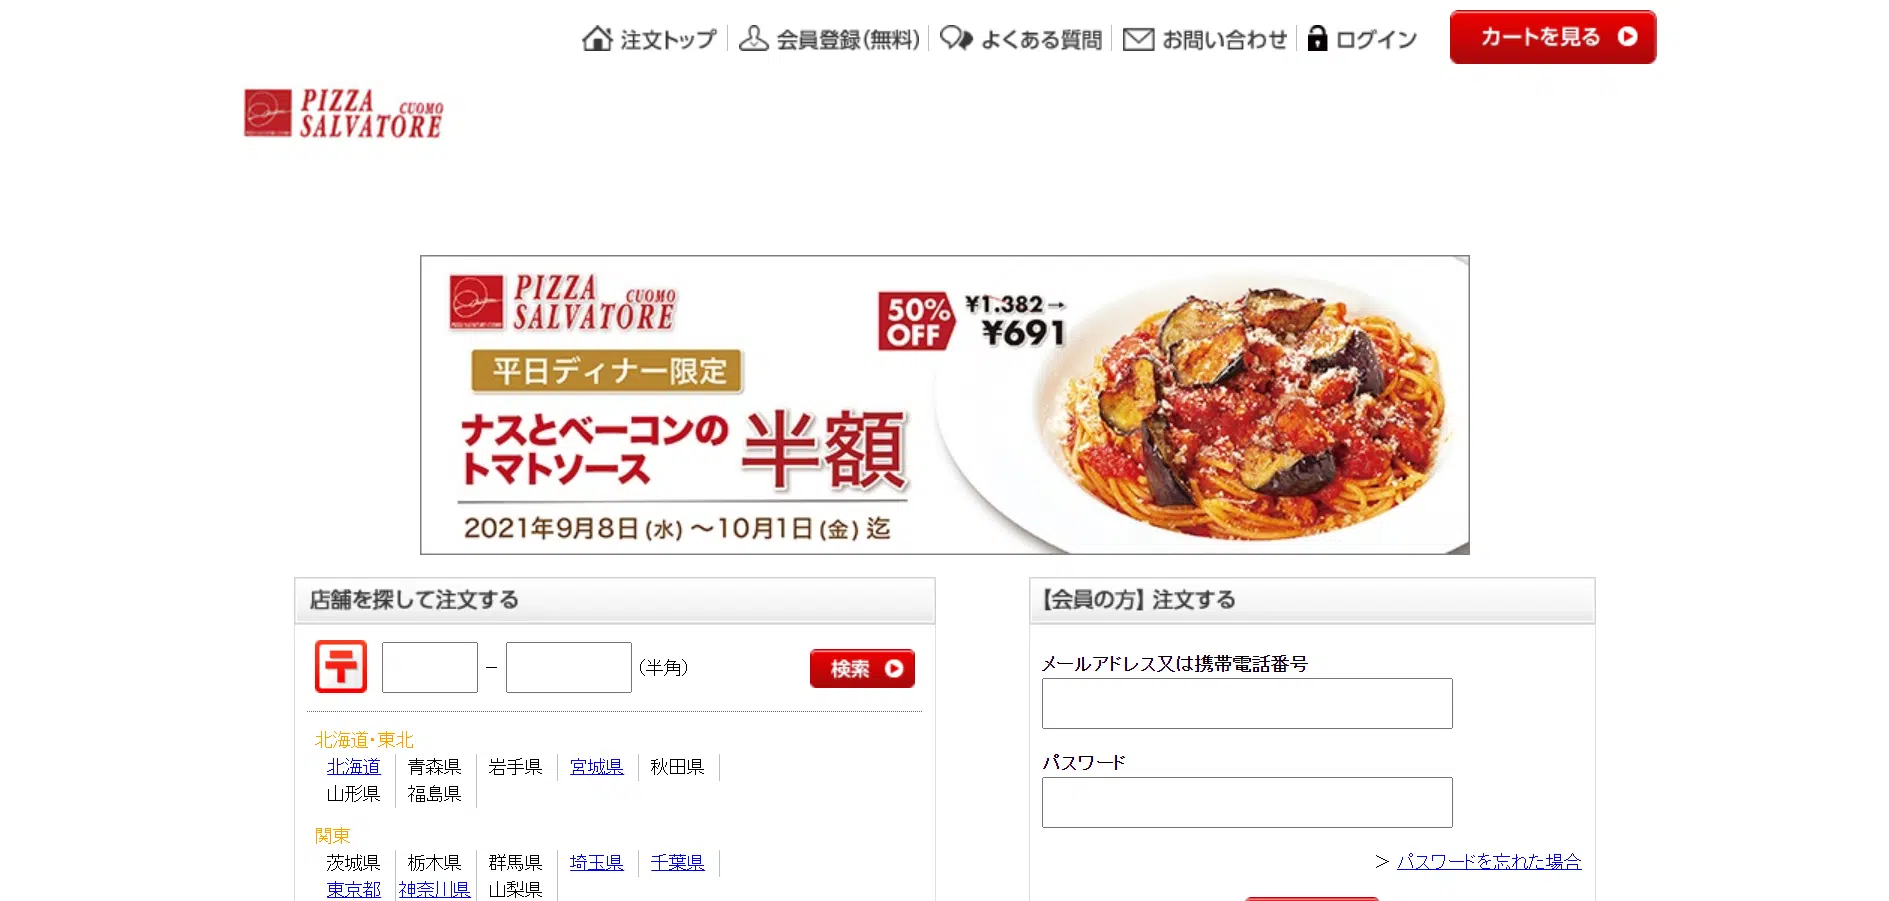 注文トップ
会員登録(無料)
よくある質問
お問い合わせ
ログイン
カートを見る
PIZZA
SALVATORE CUOMO
PIZZA
SALVATORE CUOMO
50%
OFF
¥1,382→
¥691
平日ディナー限定
ナスとベーコンの
トマトソース
半額
2021年9月8日(水)～10月1日(金)迄
店舗を探して注文する
〒
-
(半角)
検索
北海道・東北
北海道 青森県 岩手県 宮城県 秋田県
山形県 福島県
関東
茨城県 栃木県 群馬県 埼玉県 千葉県
東京都 神奈川県 山梨県
【会員の方】注文する
メールアドレス又は携帯電話番号
パスワード
＞ パスワードを忘れた場合